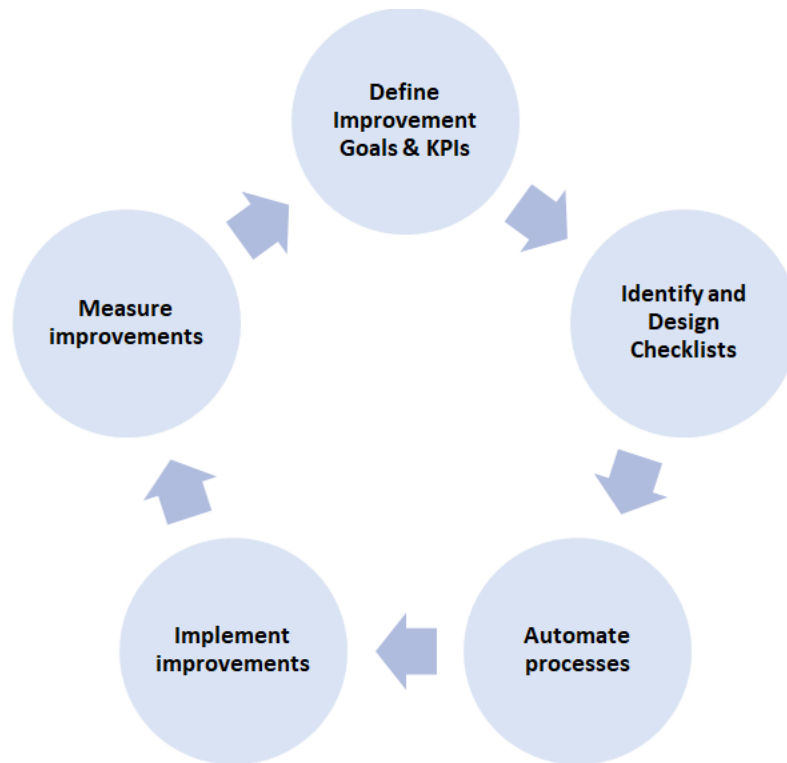 Define
Improvement
Goals & KPIs
Identify and
Design
Checklists
Automate
processes
Implement
improvements
Measure
improvements